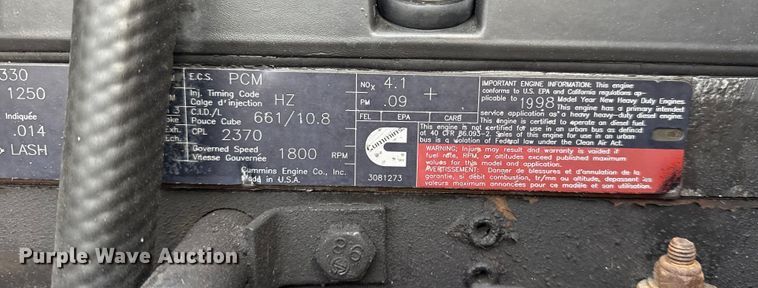 330
1250
Indiquée
.014
→ LASH
1.3
Ex.
Exh.
Ech.
E.C.S. PCM
Inj. Timing Code
Calge d'injection HZ
C.I.D./L
Pouce Cube 661/10.8
CPL 2370
Governed Speed
Vitesse Gouvernée 1800 RPM
Cummins Engine Co., Inc.
Made in U.S.A.
NOx 4.1 +
PM .09
FEL EPA CARB
Cummins
3081273
IMPORTANT ENGINE INFORMATION: This engine
conforms to U.S. EPA and California regulations ap-
plicable to 1998 Model Year New Heavy Duty Engines.
This engine has a primary intended
service application as a heavy heavy-duty diesel engine.
This engine is certified to operate on diesel fuel.
This engine is not certified for use in an urban bus as defined
at 40 CFR 86.093-2. Sales of this engine for use in an urban
bus is a violation of Federal law under the Clean Air Act.
WARNING: Injury may result and warranty is voided if
fuel rate, RPM, or altitudes exceed published maximum
values for this model and application.
AVERTISSEMENT: Danger de blessures et d'annulation de la
garantie, si débit combustion, tr/mn ou altitude, depassent les
valeurs maximum annoncées pour ce modèle et son utilisation.
98
Purple Wave Auction